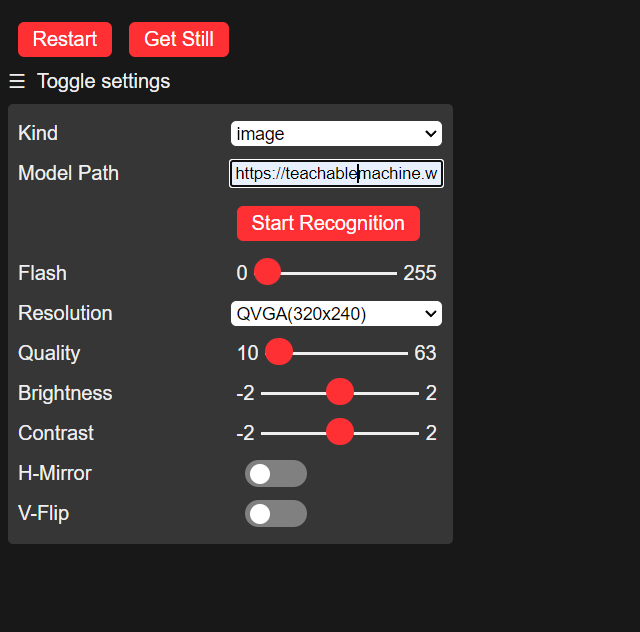 Restart Get Still
☰ Toggle settings
Kind image
Model Path https://teachablemachine.w
Start Recognition
Flash 0 255
Resolution QVGA(320x240)
Quality 10 63
Brightness -2 2
Contrast -2 2
H-Mirror
V-Flip